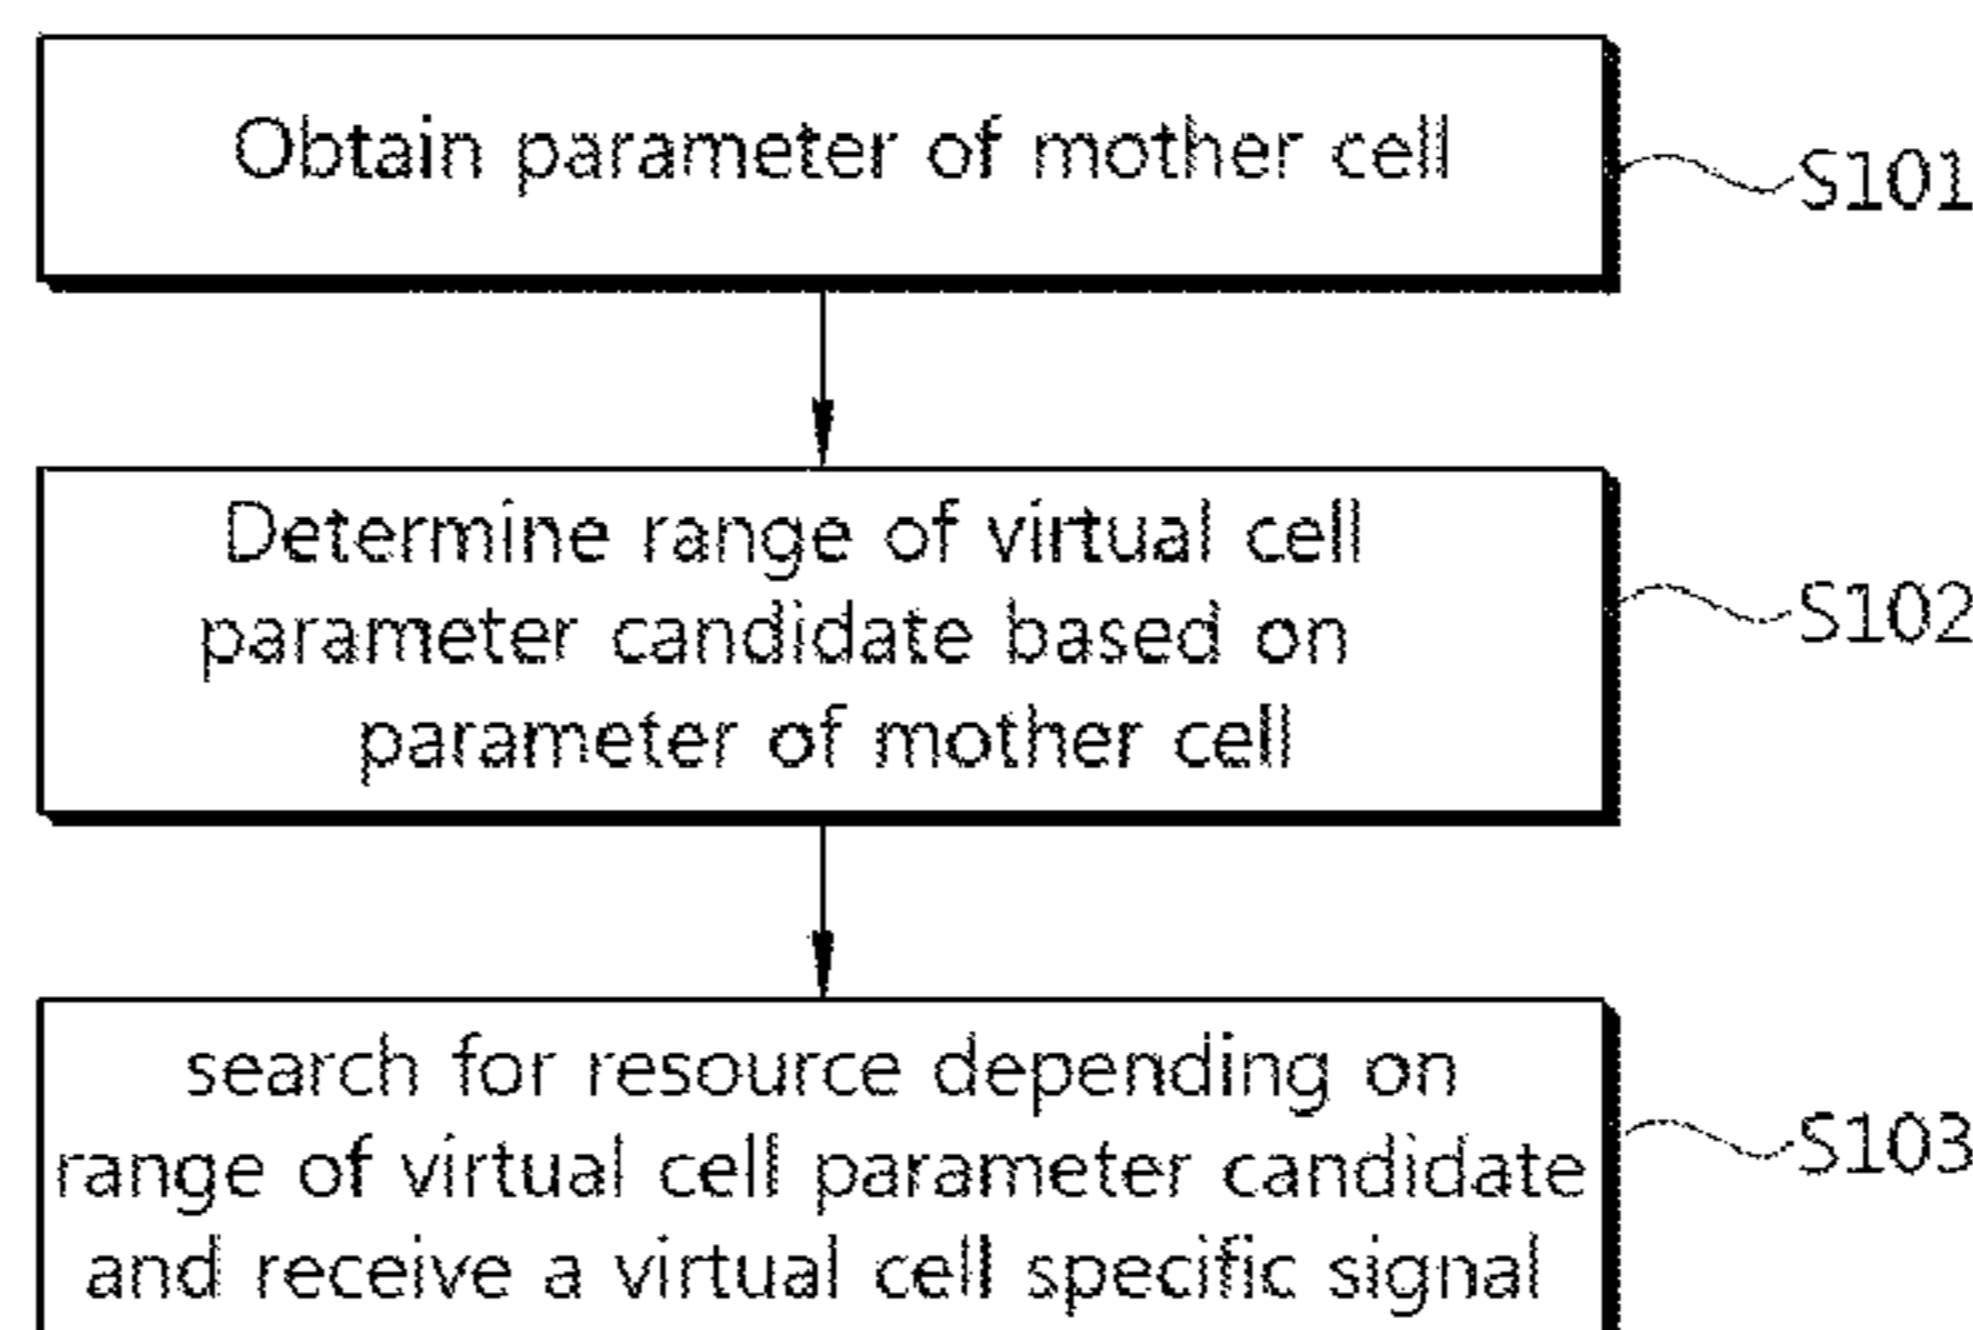 Obtain parameter of mother cell
S101
Determine range of virtual cell
parameter candidate based on
parameter of mother cell
S102
search for resource depending on
range of virtual cell parameter candidate
and receive a virtual cell specific signal
S103